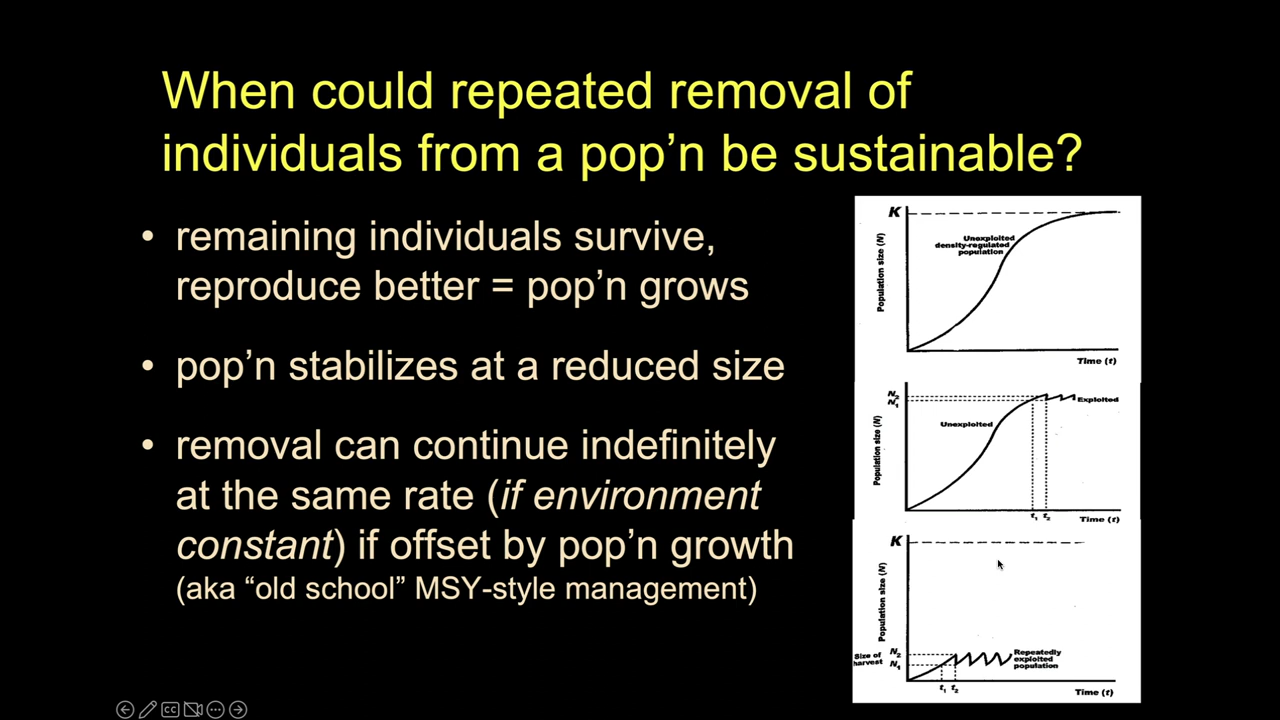 When could repeated removal of
individuals from a pop’n be sustainable?
• remaining individuals survive,
reproduce better = pop’n grows
• pop’n stabilizes at a reduced size
• removal can continue indefinitely
at the same rate (if environment
constant) if offset by pop’n growth
(aka “old school” MSY-style management)
K
Unexploited
density-regulated
population
Population size (N)
Time (t)
N₂
N₁
Exploited
Unexploited
Population size (N)
t₁ t₂
Time (t)
K
Population size (N)
Size of
harvest
N₂
N₁
Repeatedly
exploited
population
t₁ t₂
Time (t)
CC